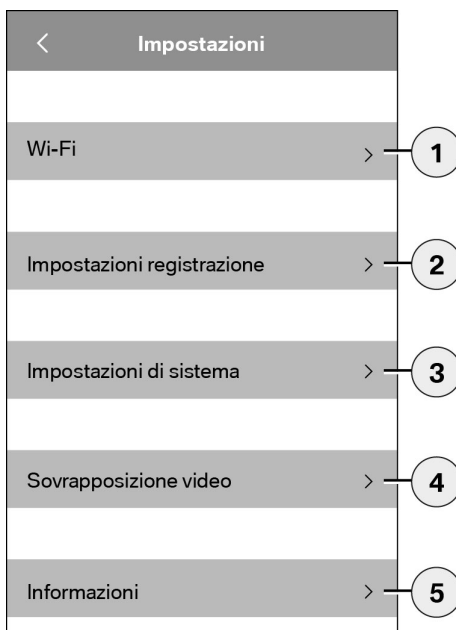 Impostazioni
Wi-Fi
1
Impostazioni registrazione
2
Impostazioni di sistema
3
Sovrapposizione video
4
Informazioni
5